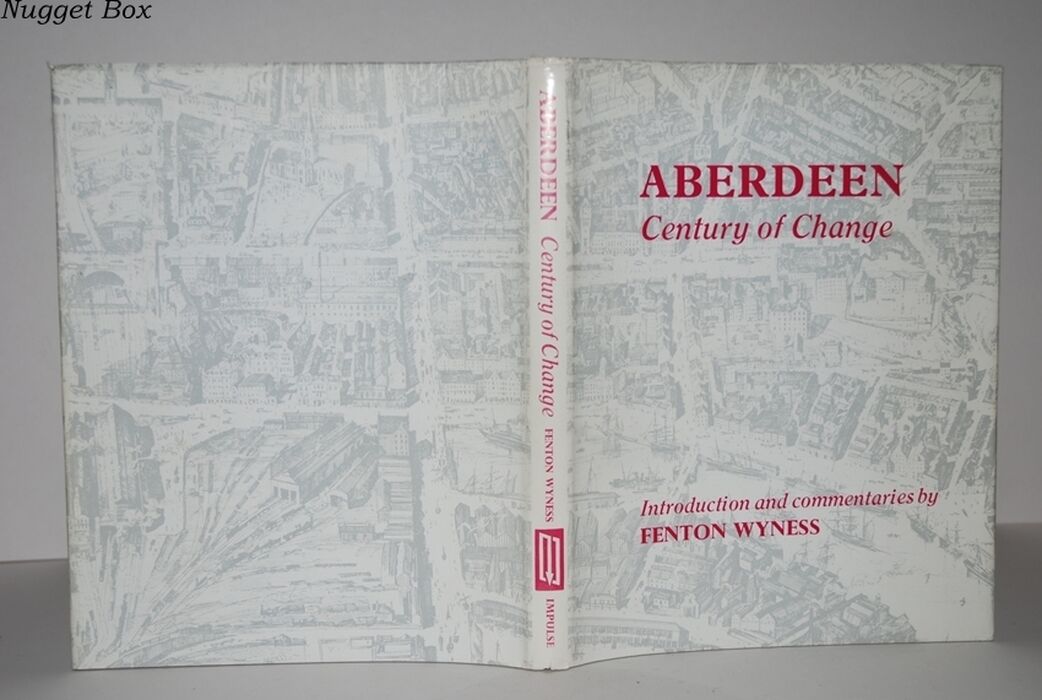 Nugget Box
ABERDEEN Century of Change FENTON WYNESS IMPULSE
ABERDEEN
Century of Change
Introduction and commentaries by
FENTON WYNESS